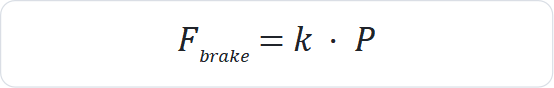 F_brake = k · P